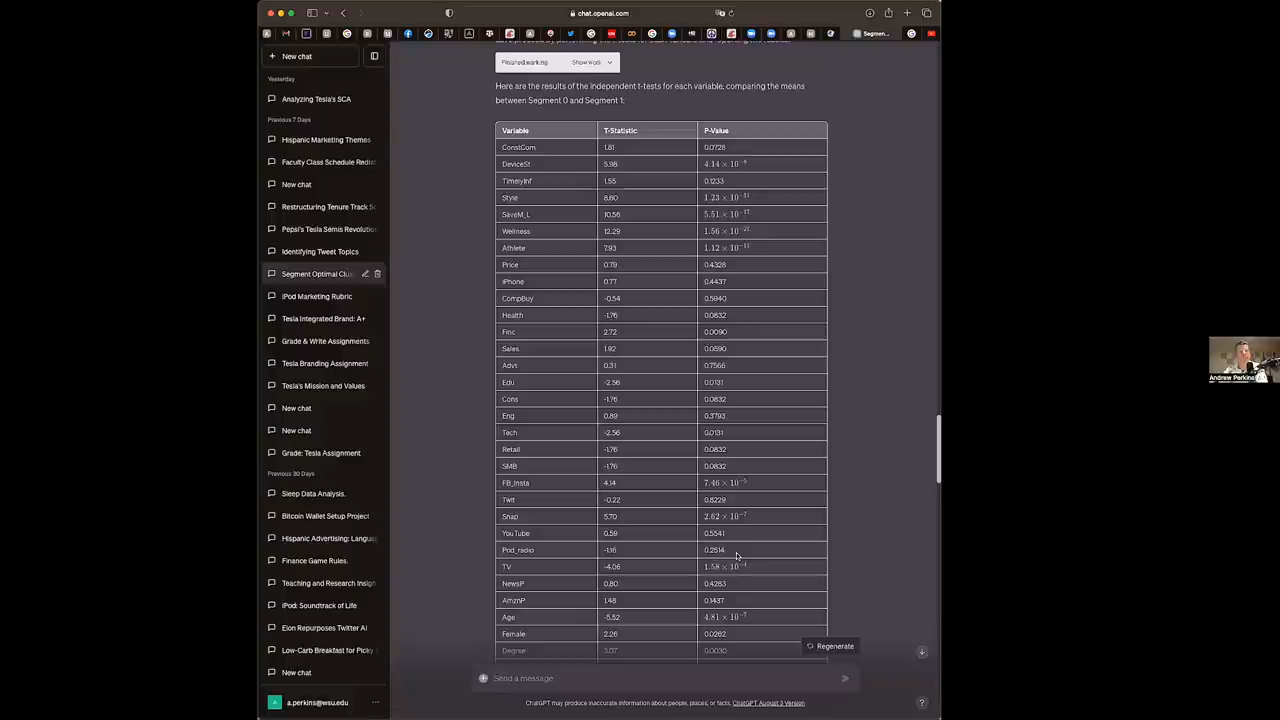 chat.openai.com
Segmen...
New chat
Yesterday
Analyzing Tesla's SCA
Previous 7 Days
Hispanic Marketing Themes
Faculty Class Schedule Redis
New chat
Restructuring Tenure Track Sc
Pepsi's Tesla Semis Revolutio
Identifying Tweet Topics
Segment Optimal Clus
iPod Marketing Rubric
Tesla Integrated Brand: A+
Grade & Write Assignments
Tesla Branding Assignment
Tesla's Mission and Values
New chat
New chat
Grade: Tesla Assignment
Previous 30 Days
Sleep Data Analysis.
Bitcoin Wallet Setup Project
Hispanic Advertising: Langua
Finance Game Rules.
Teaching and Research Insigh
iPod: Soundtrack of Life
Elon Repurposes Twitter AI
Low-Carb Breakfast for Picky
New chat
a.perkins@wsu.edu
Finished working Show work
Here are the results of the independent t-tests for each variable, comparing the means
between Segment 0 and Segment 1:
Variable T-Statistic P-Value
ConstCom 1.81 0.0728
DeviceSt 5.98
TimelyInf 1.55 0.1233
Style 8.60 1.23 × 10⁻¹¹
SaveM_L 10.56 5.51 × 10⁻¹⁷
Wellness 12.29 1.56 × 10⁻²¹
Athlete 7.93 1.12 × 10⁻¹¹
Price 0.79 0.4328
iPhone 0.77 0.4437
CompBuy -0.54 0.5940
Health -1.76 0.0832
Finc 2.72 0.0090
Sales 1.92 0.0590
Advt 0.31 0.7566
Edu -2.56 0.0131
Cons -1.76 0.0832
Eng 0.89 0.3793
Tech -2.56 0.0131
Retail -1.76 0.0832
SMB -1.76 0.0832
FB_Insta 4.14 7.46 × 10⁻⁵
Twit -0.22 0.8229
Snap 5.70 2.62 × 10⁻⁷
YouTube 0.59 0.5541
Pod_radio -1.16 0.2514
TV -4.06 1.58 × 10⁻⁴
NewsP 0.80 0.4283
AmznP 1.48 0.1437
Age -5.52 4.81 × 10⁻⁷
Female 2.26 0.0262
Degree 3.07 0.0030
Regenerate
Send a message
ChatGPT may produce inaccurate information about people, places, or facts. ChatGPT August 3 Version
Andrew Perkins